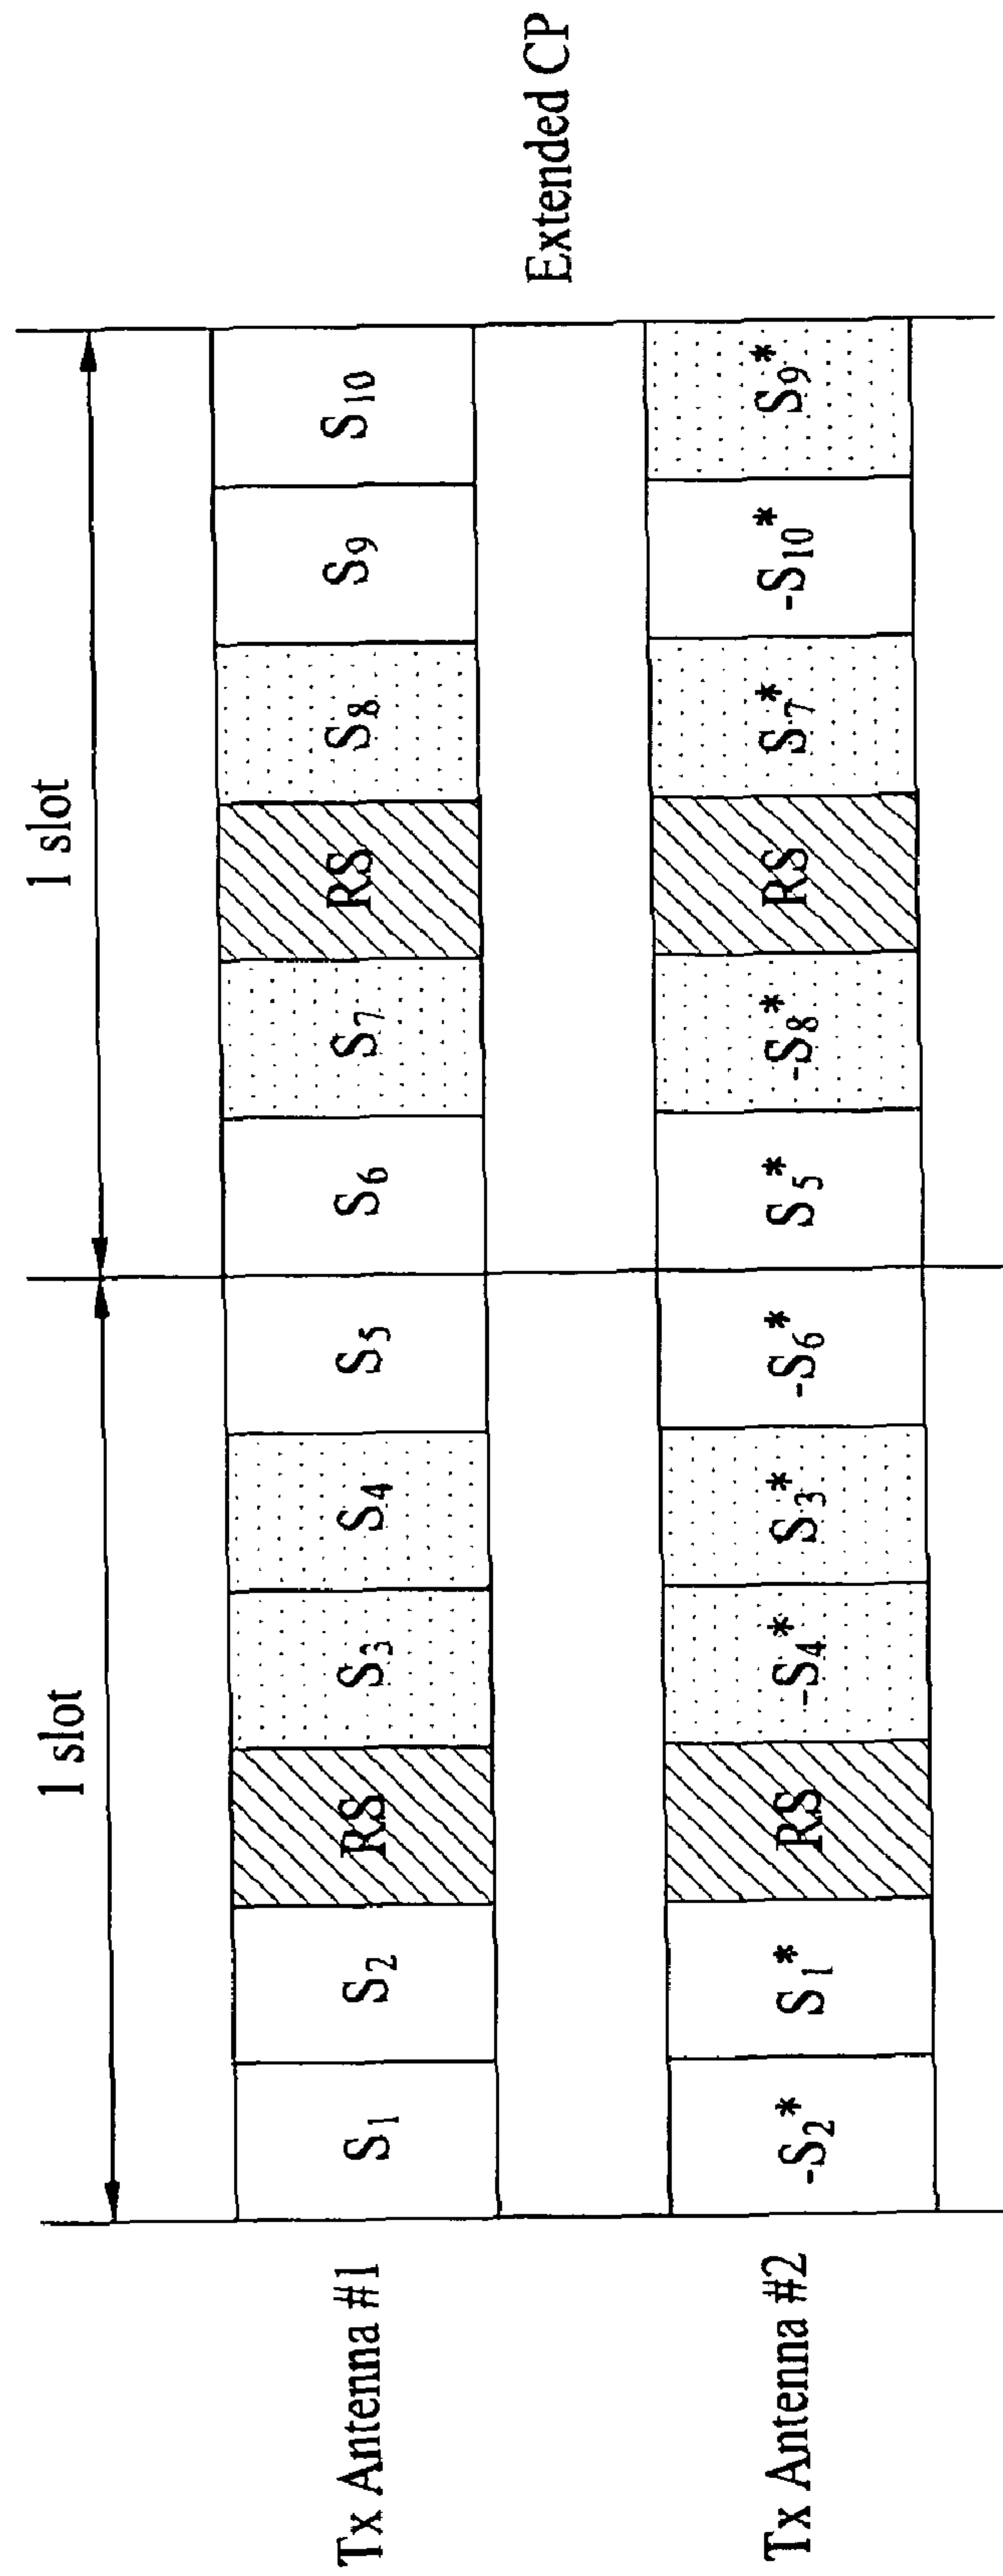 1 slot 1 slot
Tx Antenna #1 S1 S2 RS S3 S4 S5 S6 S7 RS S8 S9 S10
Extended CP
Tx Antenna #2 -S2* S1* RS -S4* S3* -S6* S5* -S8* RS S7* -S10* S9*